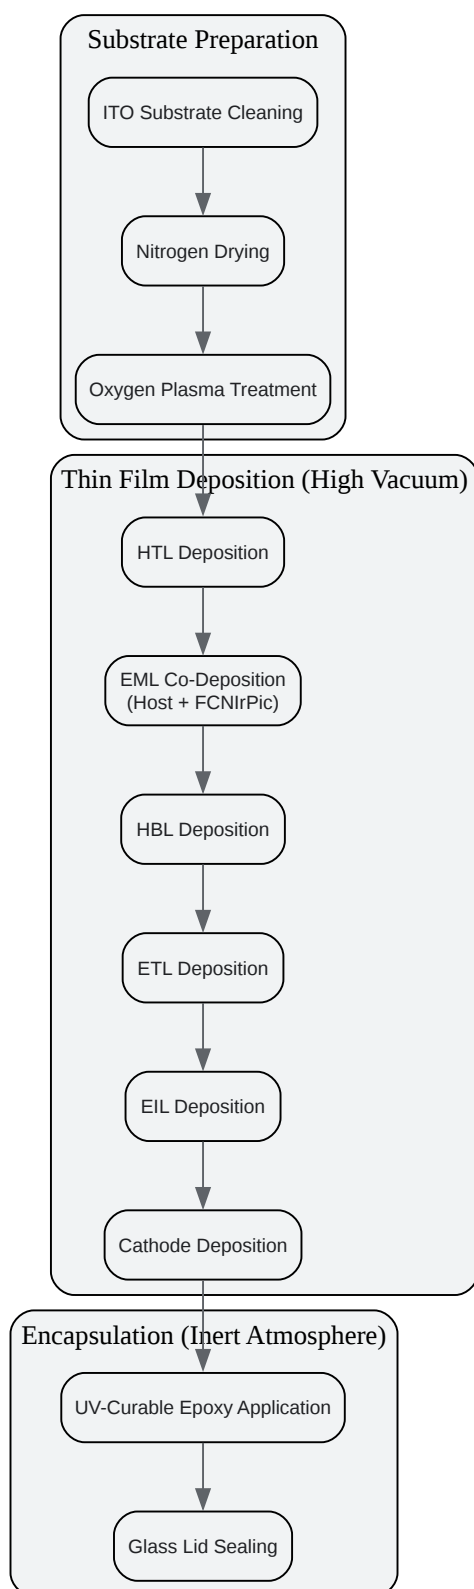 Substrate Preparation
ITO Substrate Cleaning
Nitrogen Drying
Oxygen Plasma Treatment
Thin Film Deposition (High Vacuum)
HTL Deposition
EML Co-Deposition
(Host + FCNIrPic)
HBL Deposition
ETL Deposition
EIL Deposition
Cathode Deposition
Encapsulation (Inert Atmosphere)
UV-Curable Epoxy Application
Glass Lid Sealing